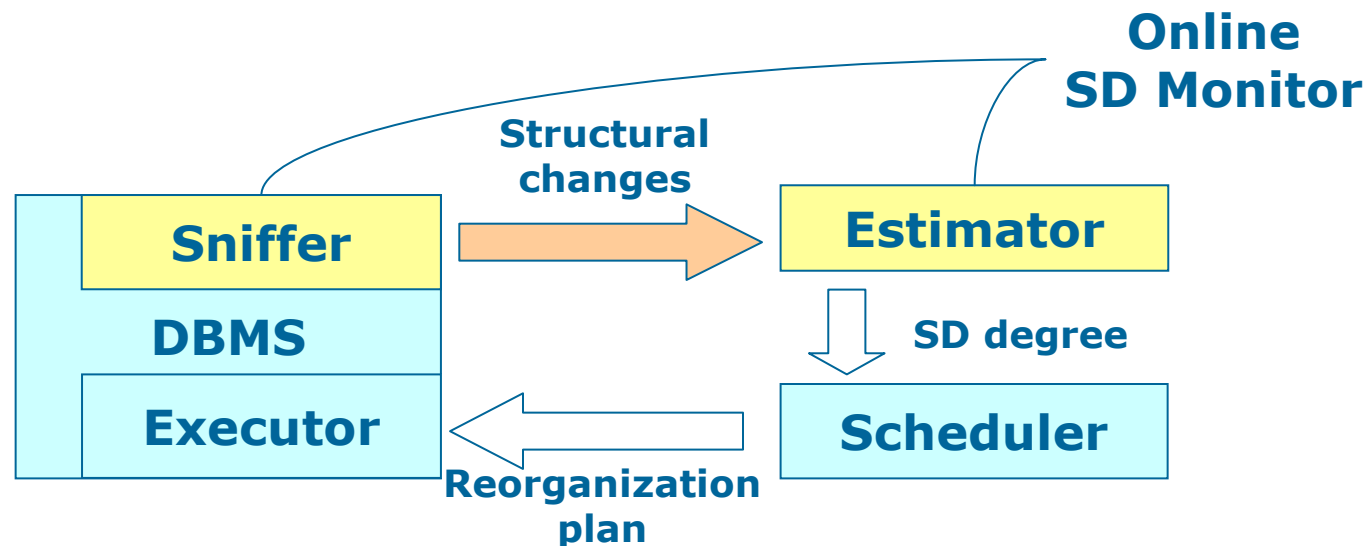 Online
SD Monitor
Structural
changes
Sniffer
Estimator
DBMS
SD degree
Executor
Scheduler
Reorganization
plan